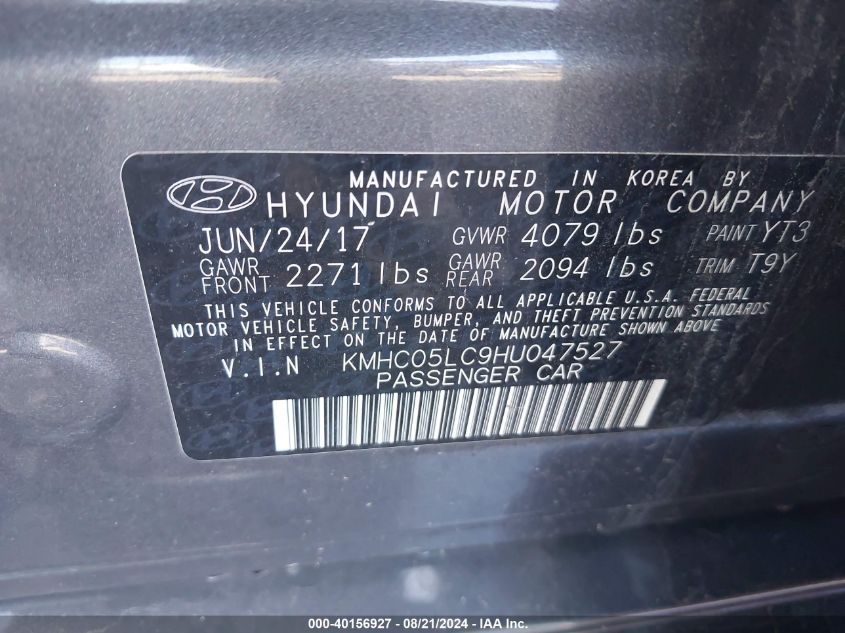 MANUFACTURED IN KOREA BY
HYUNDAI MOTOR COMPANY
JUN/24/17 GVWR 4079 lbs PAINT YT3
GAWR FRONT 2271 lbs GAWR REAR 2094 lbs TRIM T9Y
THIS VEHICLE CONFORMS TO ALL APPLICABLE U.S.A. FEDERAL
MOTOR VEHICLE SAFETY, BUMPER, AND THEFT PREVENTION STANDARDS
IN EFFECT ON THE DATE OF MANUFACTURE SHOWN ABOVE
V.I.N KMHC05LC9HU047527
PASSENGER CAR
000-40156927 - 08/21/2024 - IAA Inc.